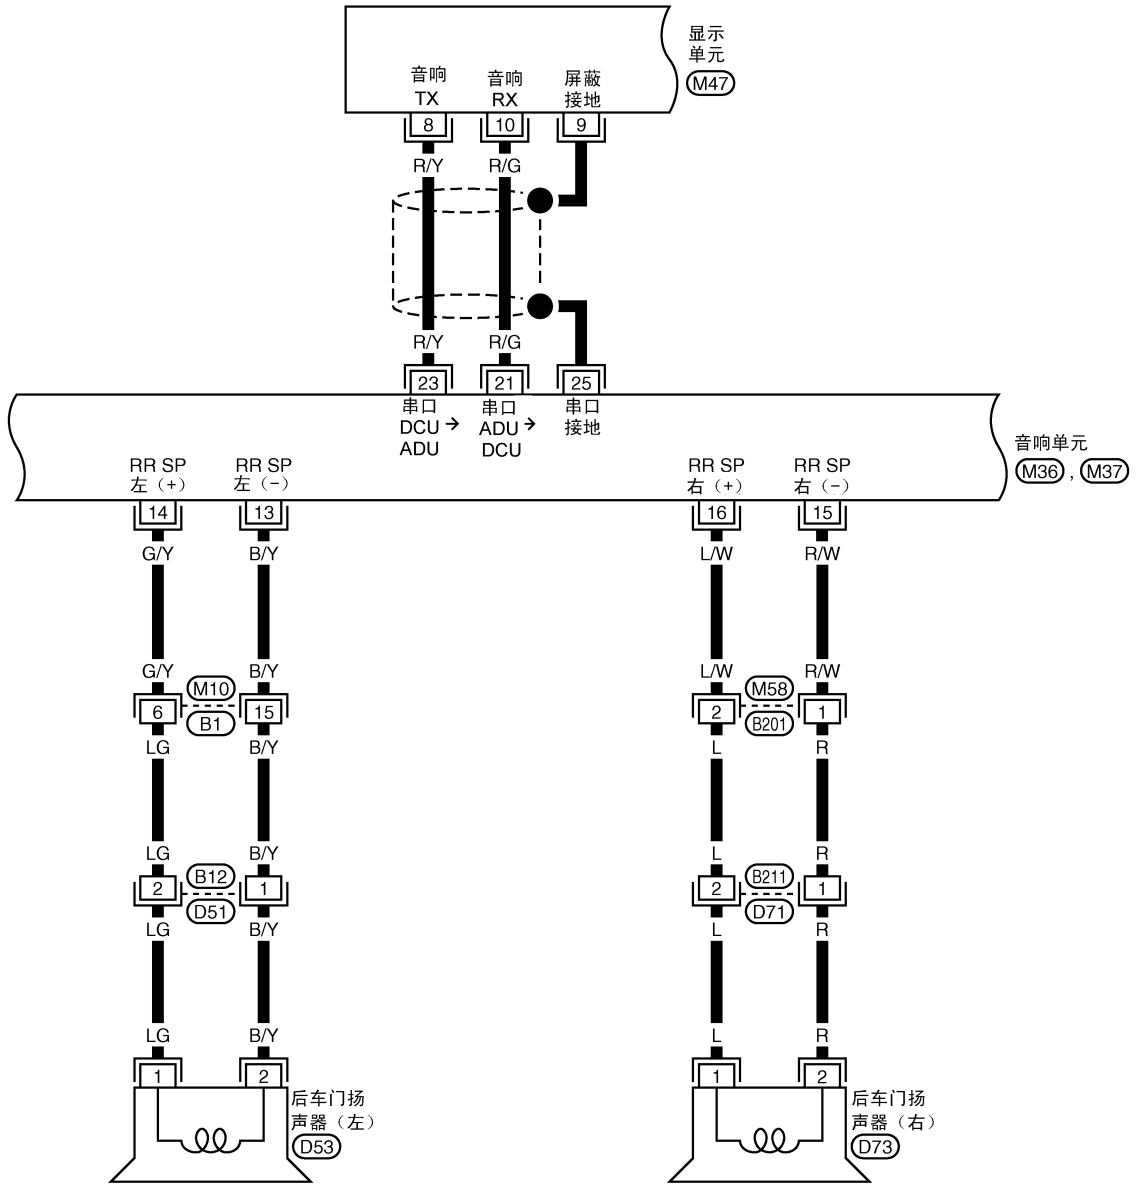 显示
单元
M47
音响
TX
音响
RX
屏蔽
接地
8
10
9
R/Y
R/G
R/Y
R/G
23
21
25
串口
DCU →
ADU
串口
ADU →
DCU
串口
接地
音响单元
M36 , M37
RR SP
左（+）
RR SP
左（−）
RR SP
右（+）
RR SP
右（−）
14
13
16
15
G/Y
B/Y
L/W
R/W
G/Y
B/Y
L/W
R/W
M10
M58
6
15
2
1
B1
B201
LG
B/Y
L
R
LG
B/Y
L
R
B12
B211
2
1
2
1
D51
D71
LG
B/Y
L
R
LG
B/Y
L
R
1
2
1
2
后车门扬
声器（左）
D53
后车门扬
声器（右）
D73